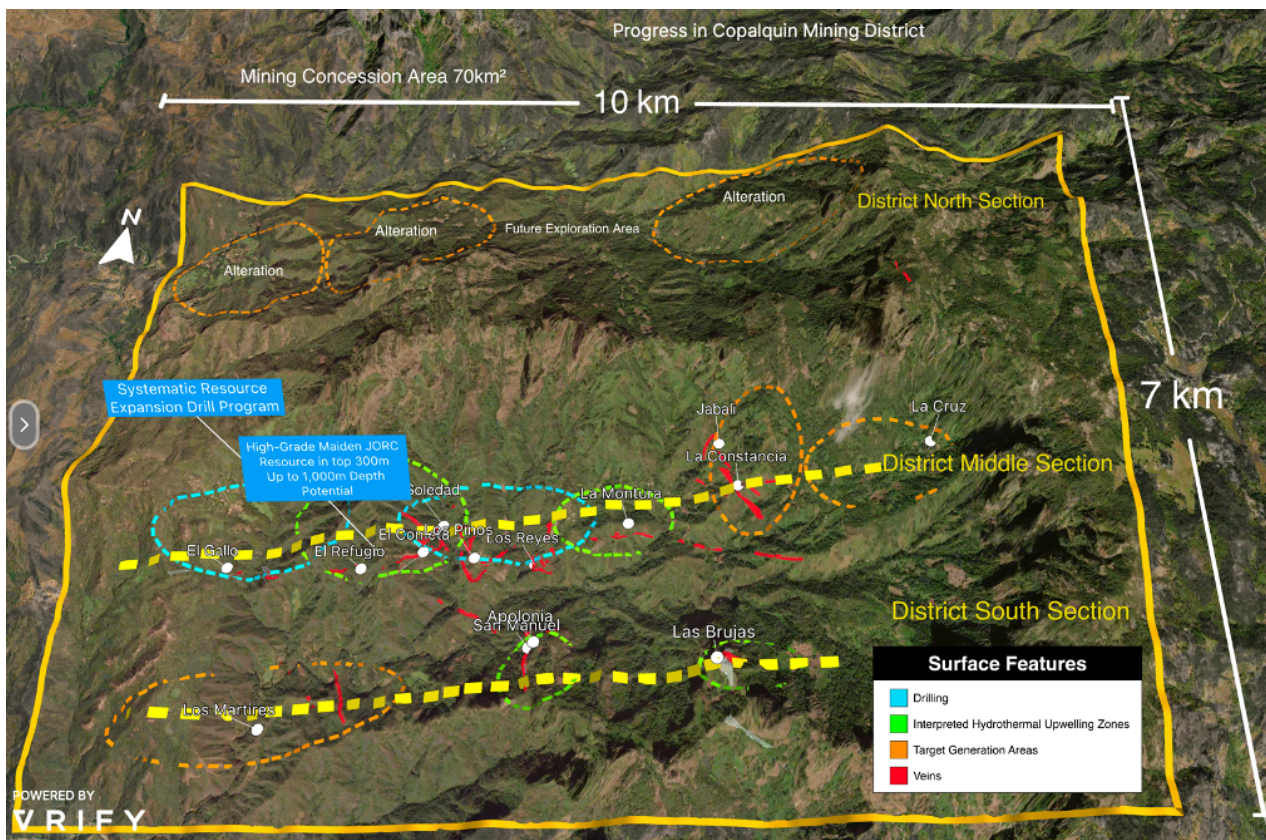 Progress in Copalquin Mining District
Mining Concession Area 70km²
10 km
N
Alteration
Alteration
Alteration
Future Exploration Area
District North Section
7 km
Systematic Resource
Expansion Drill Program
High-Grade Maiden JORC
Resource in top 300m
Up to 1,000m Depth
Potential
Jabali
La Cruz
La Constancia
District Middle Section
Soledad
La Montura
El Cometa
Los Pinos
Los Reyes
El Gallo
El Refugio
District South Section
Apolonia
San Manuel
Las Brujas
Los Martires
Surface Features
Drilling
Interpreted Hydrothermal Upwelling Zones
Target Generation Areas
Veins
POWERED BY
VRIFY